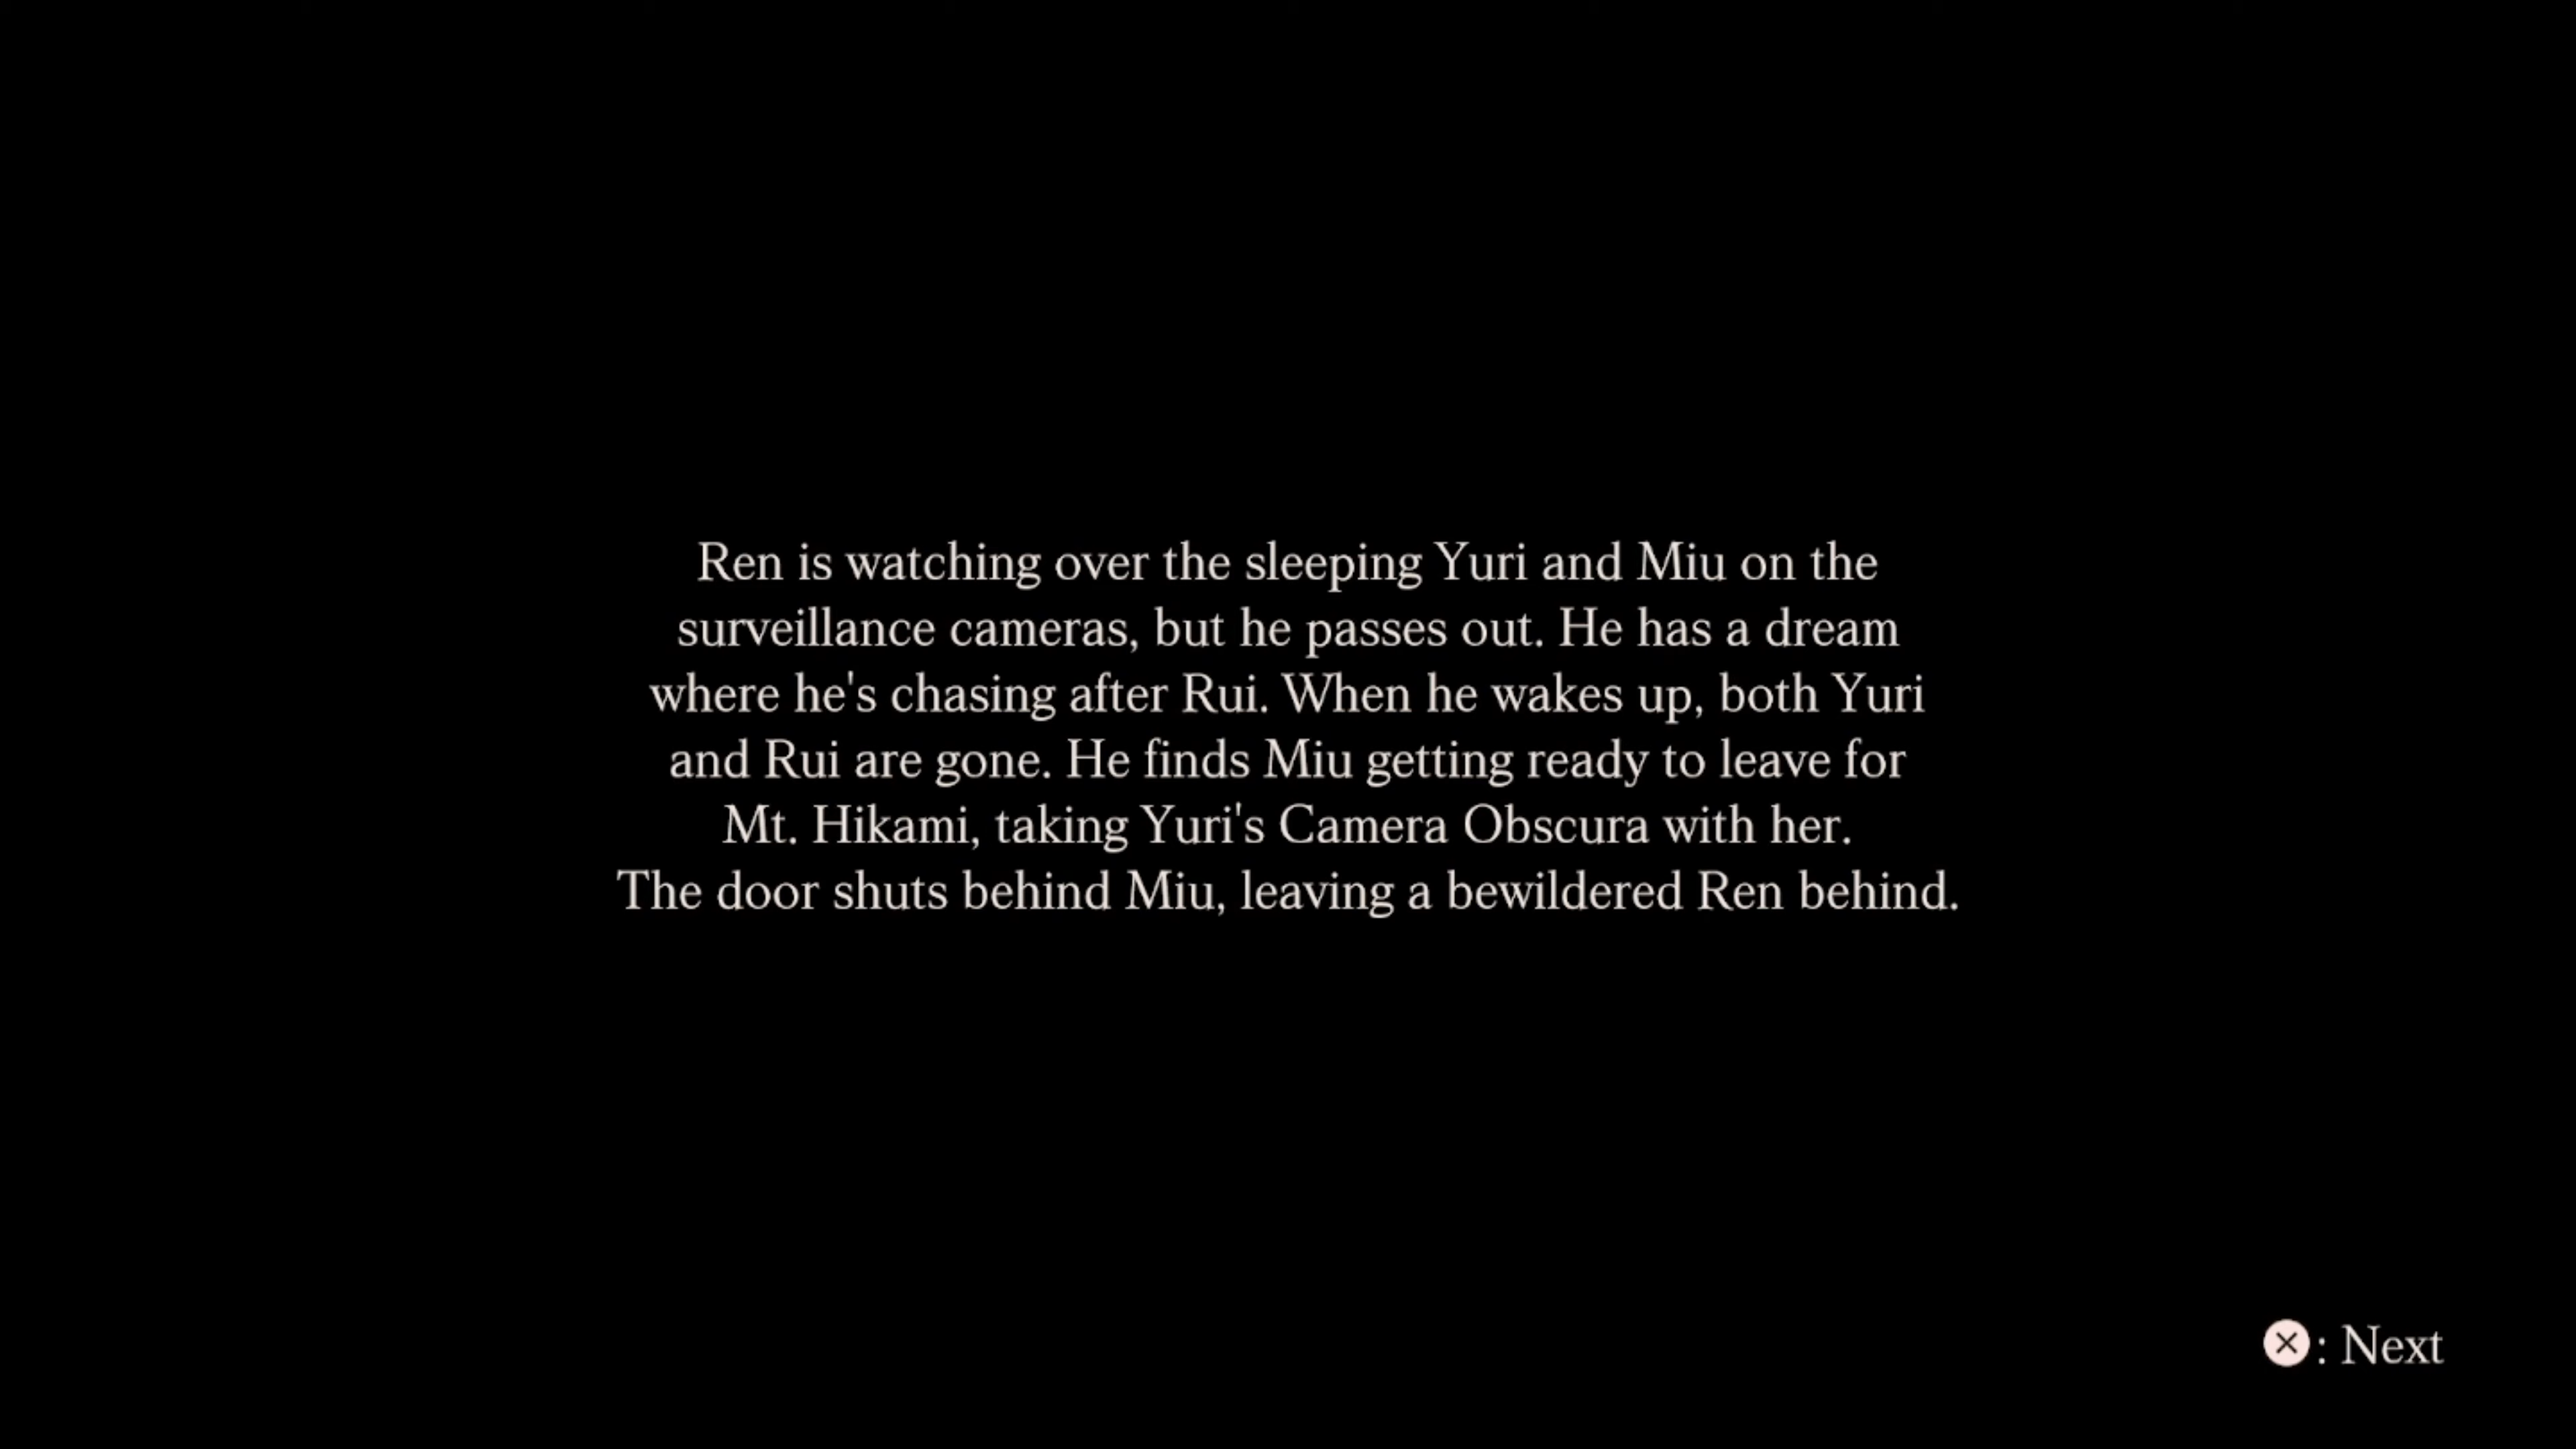 Ren is watching over the sleeping Yuri and Miu on the
surveillance cameras, but he passes out. He has a dream
where he's chasing after Rui. When he wakes up, both Yuri
and Rui are gone. He finds Miu getting ready to leave for
Mt. Hikami, taking Yuri's Camera Obscura with her.
The door shuts behind Miu, leaving a bewildered Ren behind.
: Next